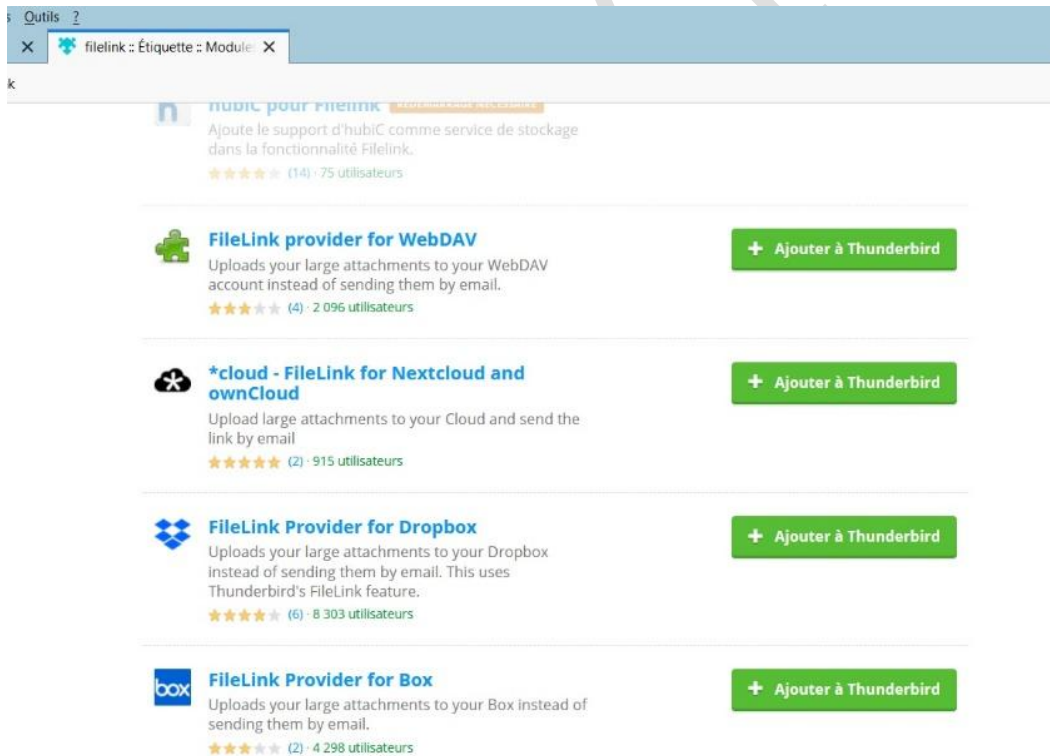 s Outils ?
filelink :: Étiquette :: Module
k
hubiC pour Filelink REDÉMARRAGE NÉCESSAIRE
Ajoute le support d'hubiC comme service de stockage
dans la fonctionnalité Filelink.
(14) · 75 utilisateurs
FileLink provider for WebDAV
+ Ajouter à Thunderbird
Uploads your large attachments to your WebDAV
account instead of sending them by email.
(4) · 2 096 utilisateurs
*cloud - FileLink for Nextcloud and
ownCloud
+ Ajouter à Thunderbird
Upload large attachments to your Cloud and send the
link by email
(2) · 915 utilisateurs
FileLink Provider for Dropbox
+ Ajouter à Thunderbird
Uploads your large attachments to your Dropbox
instead of sending them by email. This uses
Thunderbird's FileLink feature.
(6) · 8 303 utilisateurs
box
FileLink Provider for Box
+ Ajouter à Thunderbird
Uploads your large attachments to your Box instead of
sending them by email.
(2) · 4 298 utilisateurs